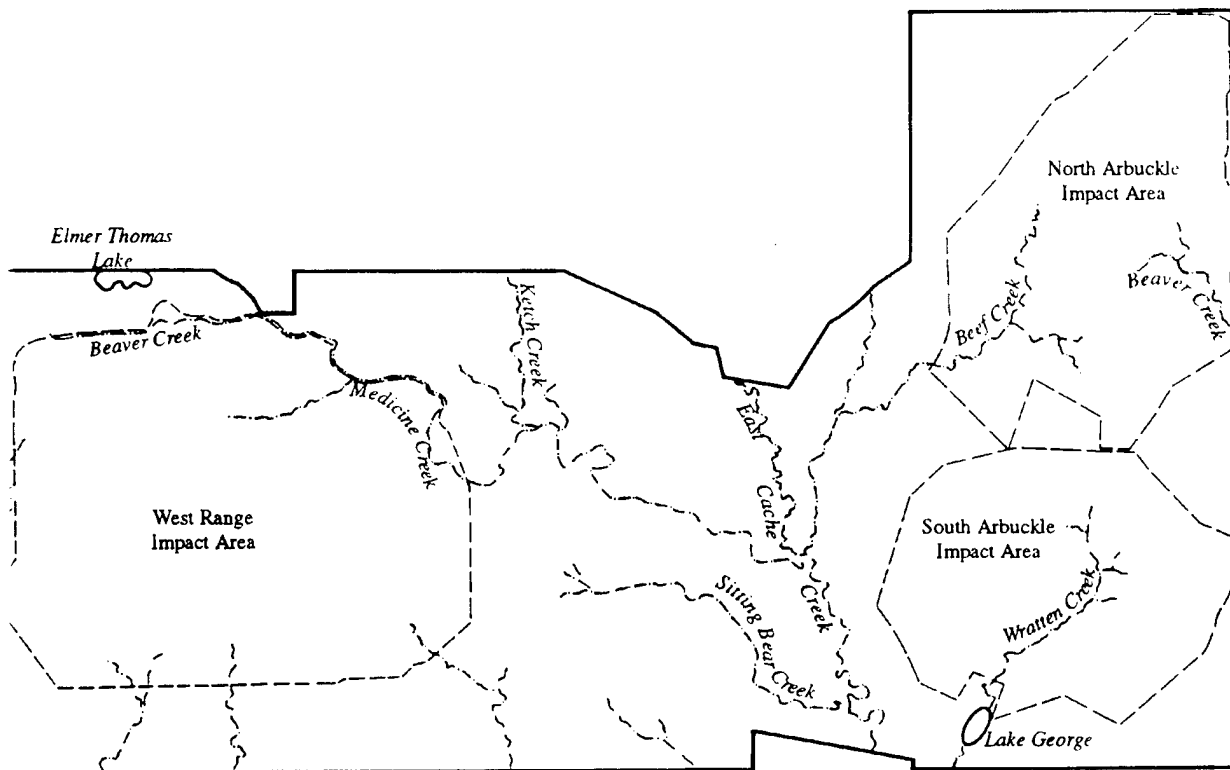 North Arbuckle
Impact Area
Elmer Thomas
Lake
Beaver Creek
Ketch Creek
Beef Creek
Beaver Creek
Medicine Creek
East Cache Creek
West Range
Impact Area
South Arbuckle
Impact Area
Sitting Bear Creek
Wratten Creek
Lake George